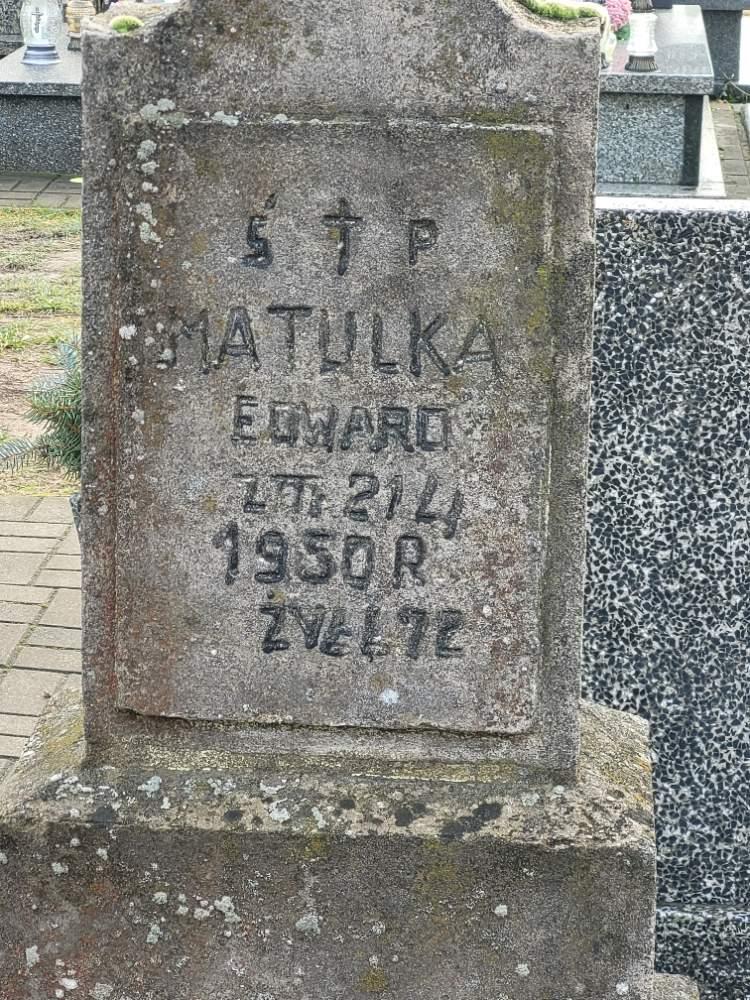 Ś † P
MATULKA
EDWARD
ZM. 21 4
1950 R
ŻYŁ 72